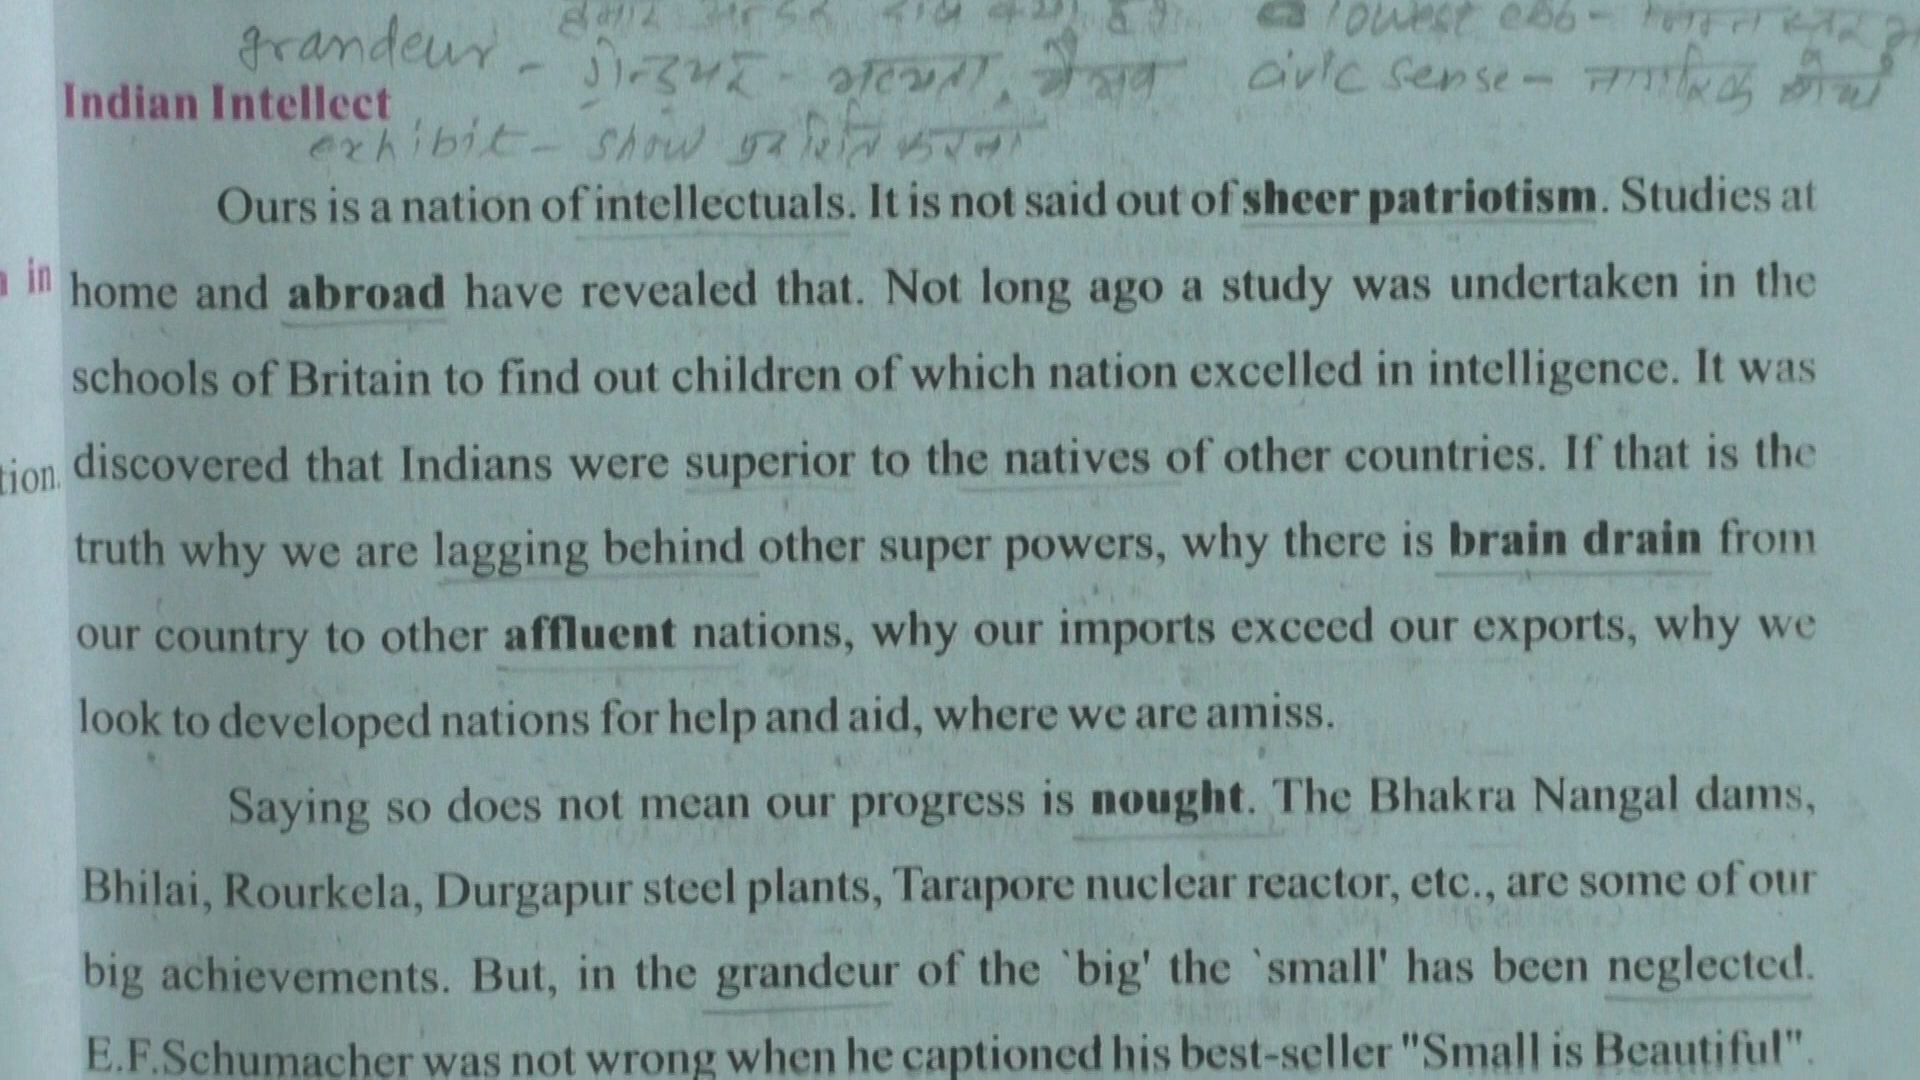 lowest ebb -
grandeur - गेन्डयर - भव्यता, वैभव civic sense - नागरिक बोध
Indian Intellect
exhibit - show प्रदर्शित करना
Ours is a nation of intellectuals. It is not said out of sheer patriotism. Studies at
in
home and abroad have revealed that. Not long ago a study was undertaken in the
schools of Britain to find out children of which nation excelled in intelligence. It was
tion. discovered that Indians were superior to the natives of other countries. If that is the
truth why we are lagging behind other super powers, why there is brain drain from
our country to other affluent nations, why our imports exceed our exports, why we
look to developed nations for help and aid, where we are amiss.
Saying so does not mean our progress is nought. The Bhakra Nangal dams,
Bhilai, Rourkela, Durgapur steel plants, Tarapore nuclear reactor, etc., are some of our
big achievements. But, in the grandeur of the `big' the `small' has been neglected.
E.F.Schumacher was not wrong when he captioned his best-seller "Small is Beautiful".